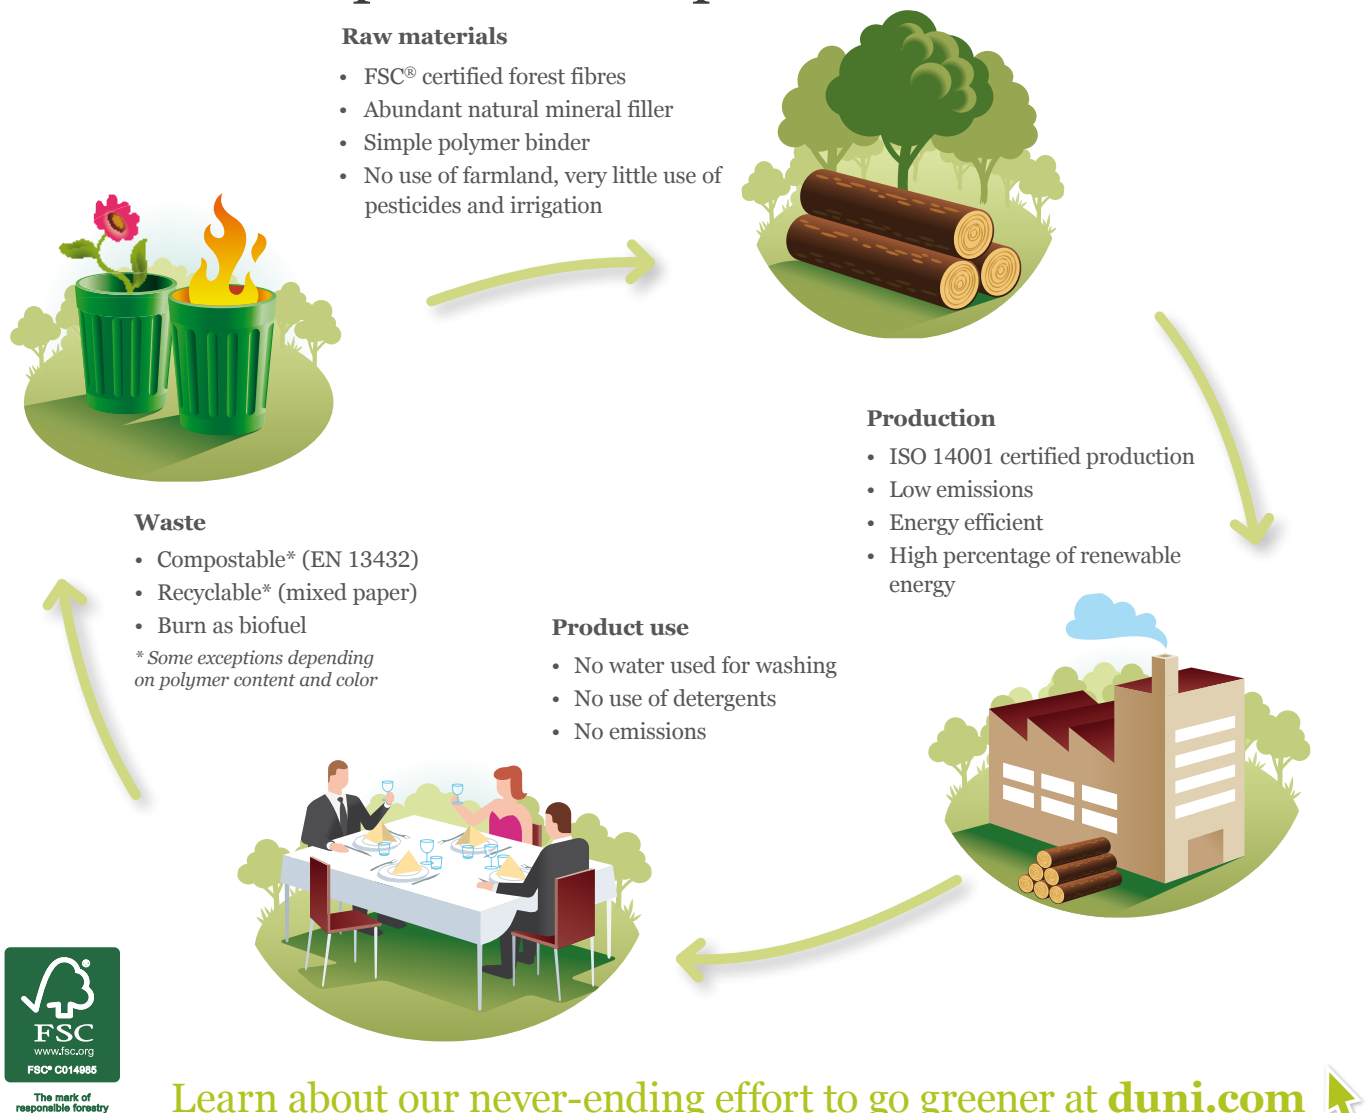 Raw materials
• FSC® certified forest fibres
• Abundant natural mineral filler
• Simple polymer binder
• No use of farmland, very little use of
pesticides and irrigation
Production
• ISO 14001 certified production
• Low emissions
• Energy efficient
• High percentage of renewable
energy
Waste
• Compostable* (EN 13432)
• Recyclable* (mixed paper)
• Burn as biofuel
* Some exceptions depending
on polymer content and color
Product use
• No water used for washing
• No use of detergents
• No emissions
FSC
www.fsc.org
FSC® C014985
The mark of
responsible forestry
Learn about our never-ending effort to go greener at duni.com